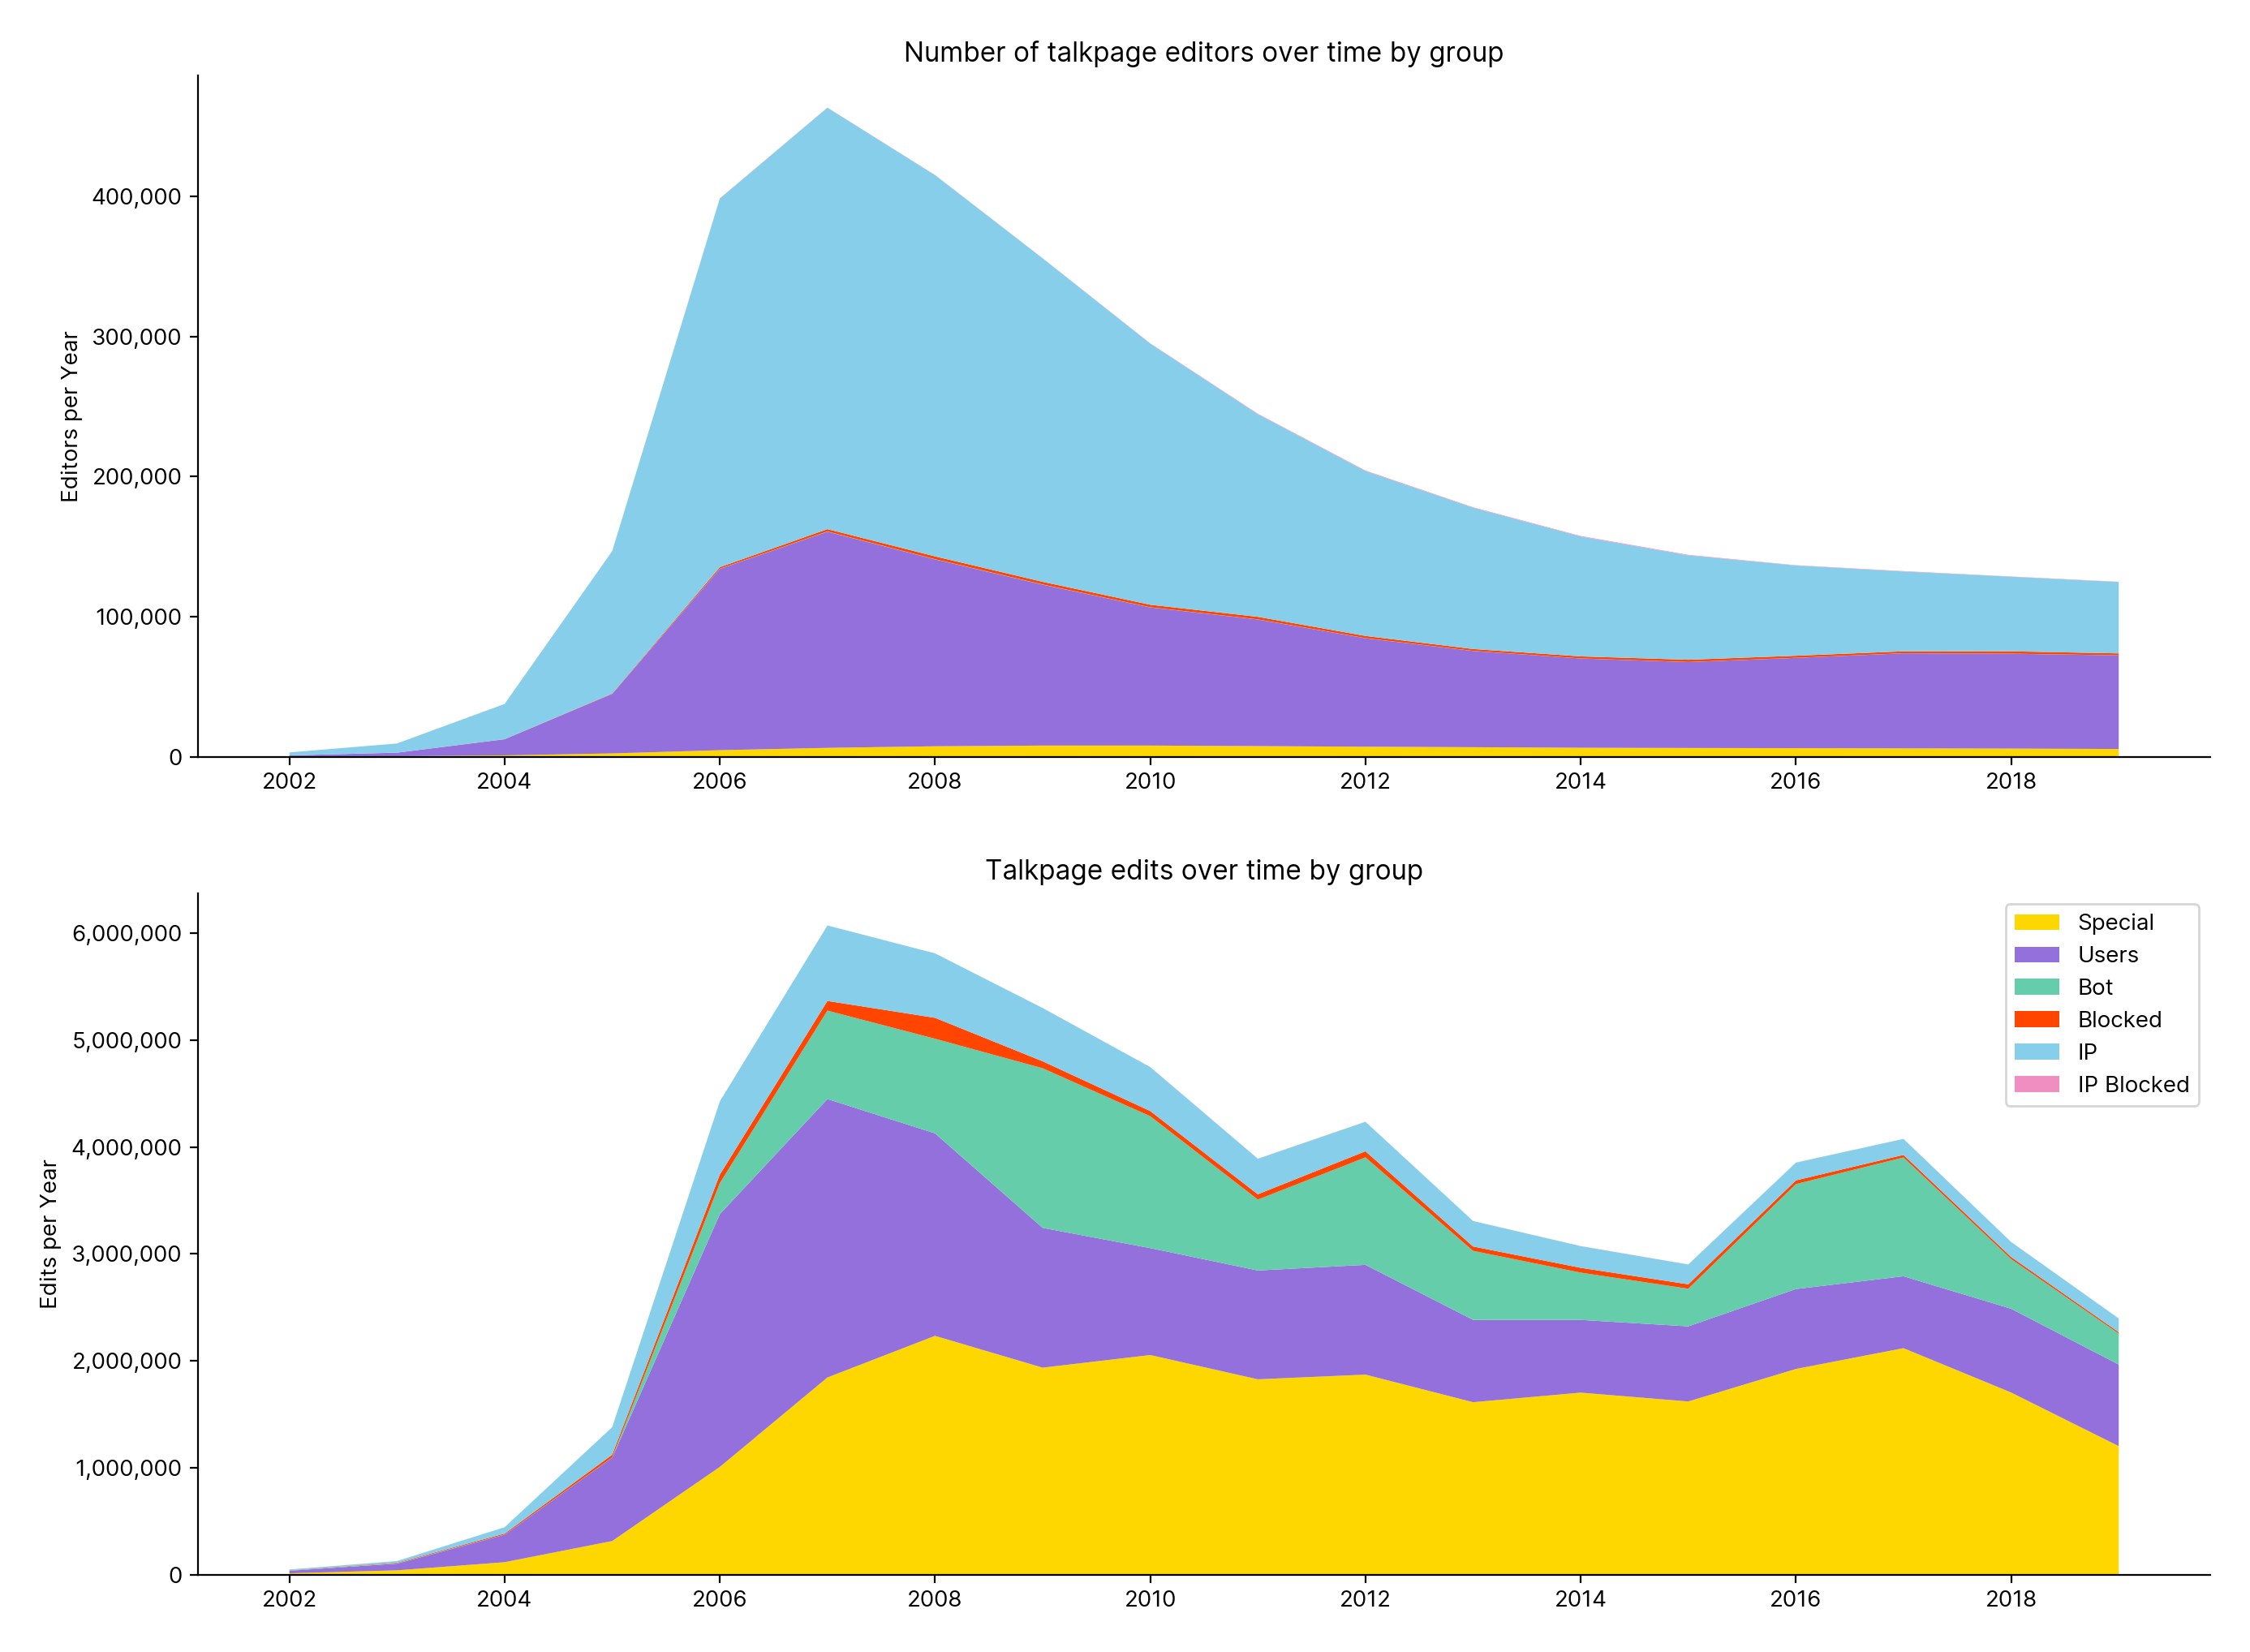 Number of talkpage editors over time by group
Editors per Year
400,000
300,000
200,000
100,000
0
2002 2004 2006 2008 2010 2012 2014 2016 2018
Talkpage edits over time by group
Edits per Year
6,000,000
5,000,000
4,000,000
3,000,000
2,000,000
1,000,000
0
2002 2004 2006 2008 2010 2012 2014 2016 2018
Special
Users
Bot
Blocked
IP
IP Blocked